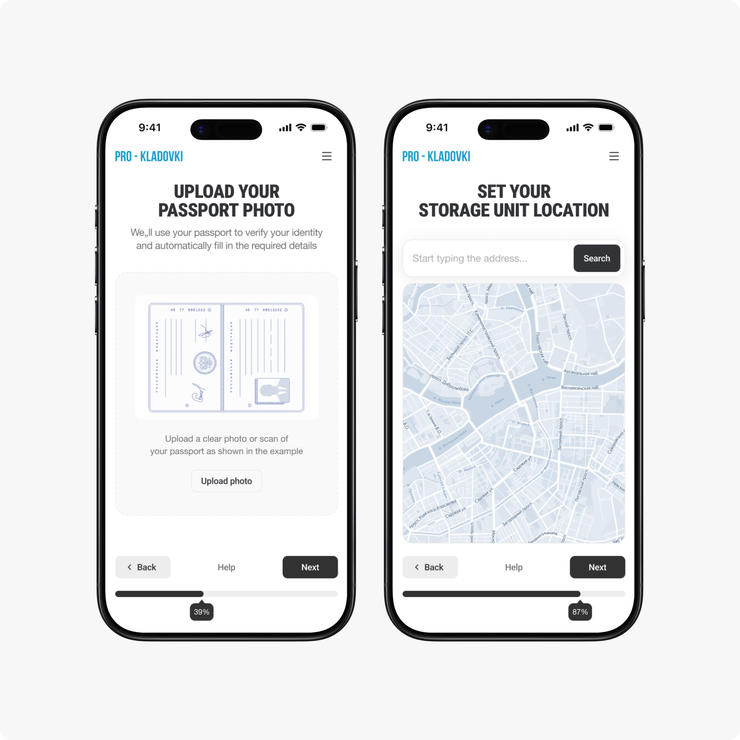 9:41
PRO - KLADOVKI
UPLOAD YOUR
PASSPORT PHOTO
We„ll use your passport to verify your identity
and automatically fill in the required details
Upload a clear photo or scan of
your passport as shown in the example
Upload photo
Back
Help
Next
39%
9:41
PRO - KLADOVKI
SET YOUR
STORAGE UNIT LOCATION
Start typing the address...
Search
Back
Help
Next
87%